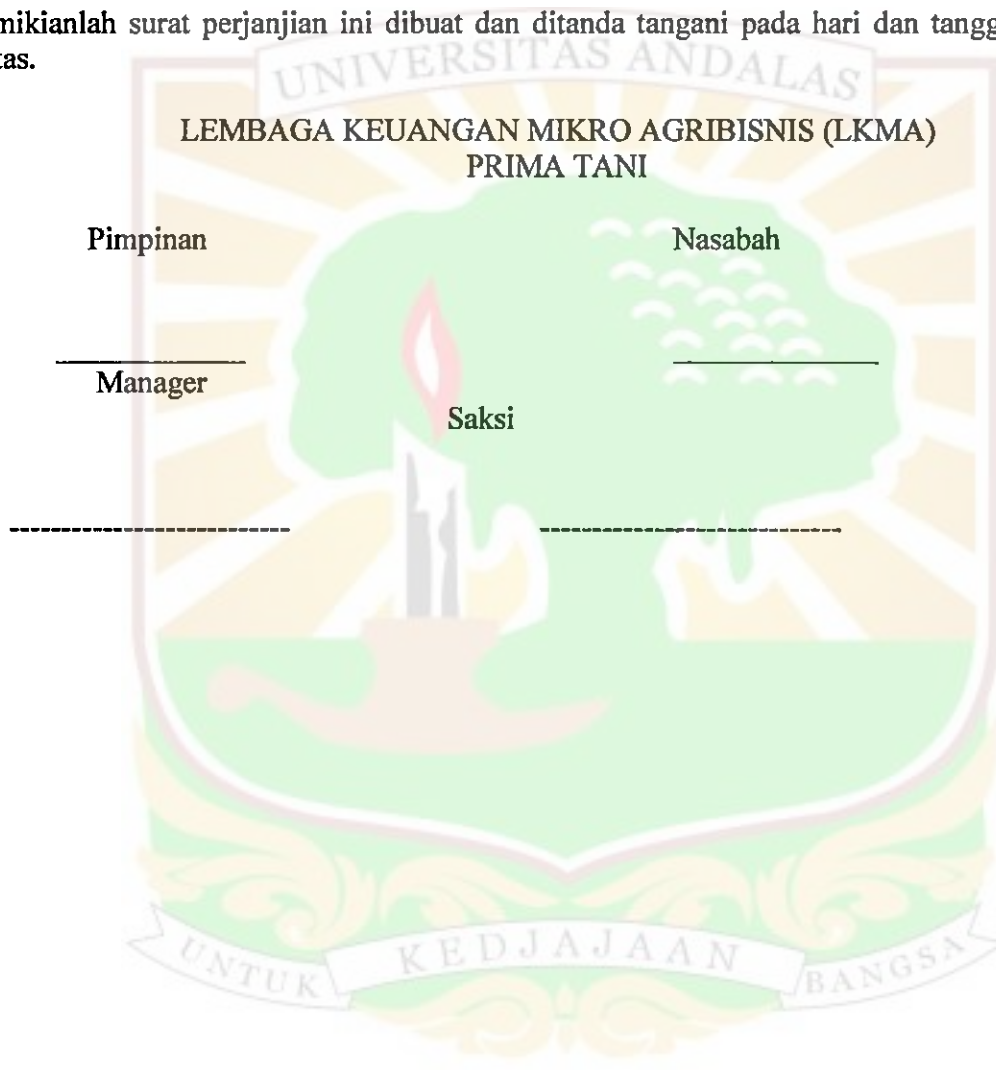 mikianlah surat perjanjian ini dibuat dan ditanda tangani pada hari dan tangg
tas.
UNIVERSITAS ANDALAS
LEMBAGA KEUANGAN MIKRO AGRIBISNIS (LKMA)
PRIMA TANI
Pimpinan Nasabah
Manager
Saksi
UNTUK KEDJAJAAN BANGSA